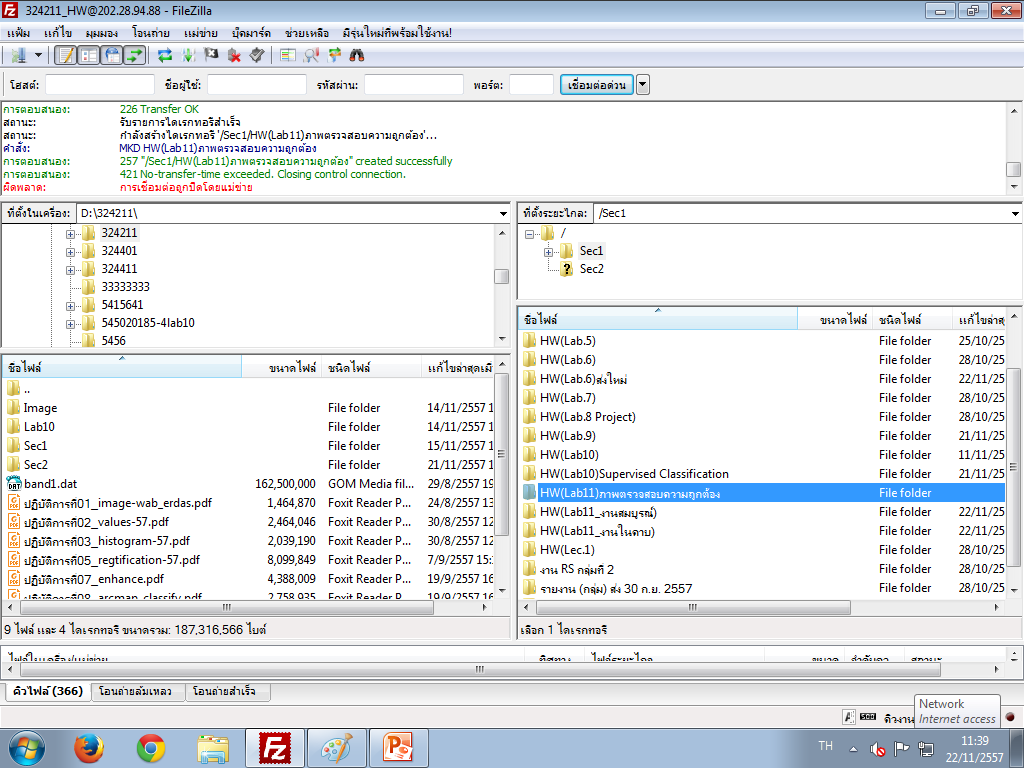 324211_HW@202.28.94.88 - FileZilla
แฟ้ม แก้ไข มุมมอง โอนถ่าย แม่ข่าย บุ๊คมาร์ค ช่วยเหลือ มีรุ่นใหม่ที่พร้อมใช้งาน!
โฮสต์: ชื่อผู้ใช้: รหัสผ่าน: พอร์ต: เชื่อมต่อด่วน
การตอบสนอง: 226 Transfer OK
สถานะ: รับรายการไดเรกทอรีสำเร็จ
สถานะ: กำลังสร้างไดเรกทอรี '/Sec1/HW(Lab11)ภาพตรวจสอบความถูกต้อง'...
คำสั่ง: MKD HW(Lab11)ภาพตรวจสอบความถูกต้อง
การตอบสนอง: 257 "/Sec1/HW(Lab11)ภาพตรวจสอบความถูกต้อง" created successfully
การตอบสนอง: 421 No-transfer-time exceeded. Closing control connection.
ผิดพลาด: การเชื่อมต่อถูกปิดโดยแม่ข่าย
ที่ตั้งในเครื่อง: D:\324211\
324211
324401
324411
33333333
5415641
545020185-4lab10
5456
ชื่อไฟล์ ขนาดไฟล์ ชนิดไฟล์ แก้ไขล่าสุดเมื่
..
Image File folder 14/11/2557 1
Lab10 File folder 14/11/2557 1
Sec1 File folder 15/11/2557 1
Sec2 File folder 21/11/2557 1
band1.dat 162,500,000 GOM Media fil... 29/8/2557 19
ปฏิบัติการที่01_image-wab_erdas.pdf 1,464,870 Foxit Reader P... 24/8/2557 13
ปฏิบัติการที่02_values-57.pdf 2,464,046 Foxit Reader P... 30/8/2557 12
ปฏิบัติการที่03_histogram-57.pdf 2,039,190 Foxit Reader P... 30/8/2557 12
ปฏิบัติการที่05_regtification-57.pdf 8,099,849 Foxit Reader P... 7/9/2557 15:
ปฏิบัติการที่07_enhance.pdf 4,388,009 Foxit Reader P... 19/9/2557 16
ปฏิบัติการที่08_arcmap_classify.pdf 2,758,935 Foxit Reader P... 19/9/2557 16
9 ไฟล์ และ 4 ไดเรกทอรี ขนาดรวม: 187,316,566 ไบต์
ที่ตั้งระยะไกล: /Sec1
/
Sec1
Sec2
ชื่อไฟล์ ขนาดไฟล์ ชนิดไฟล์ แก้ไขล่าสุ
HW(Lab.5) File folder 25/10/25
HW(Lab.6) File folder 28/10/25
HW(Lab.6)ส่งใหม่ File folder 22/11/25
HW(Lab.7) File folder 28/10/25
HW(Lab.8 Project) File folder 28/10/25
HW(Lab.9) File folder 21/11/25
HW(Lab10) File folder 11/11/25
HW(Lab10)Supervised Classification File folder 21/11/25
HW(Lab11)ภาพตรวจสอบความถูกต้อง File folder
HW(Lab11_งานสมบูรณ์) File folder 22/11/25
HW(Lab11_งานในคาบ) File folder 22/11/25
HW(Lec.1) File folder 28/10/25
งาน RS กลุ่มที่ 2 File folder 28/10/25
รายงาน (กลุ่ม) ส่ง 30 ก.ย. 2557 File folder 28/10/25
เลือก 1 ไดเรกทอรี
ไฟล์ในเครื่อง/แม่ข่าย ทิศทาง ไฟล์ระยะไกล ขนาด ลำดับควา สถานะ
คิวไฟล์ (366) โอนถ่ายล้มเหลว โอนถ่ายสำเร็จ
คิวงาน
Network
Internet access
TH 11:39
22/11/2557